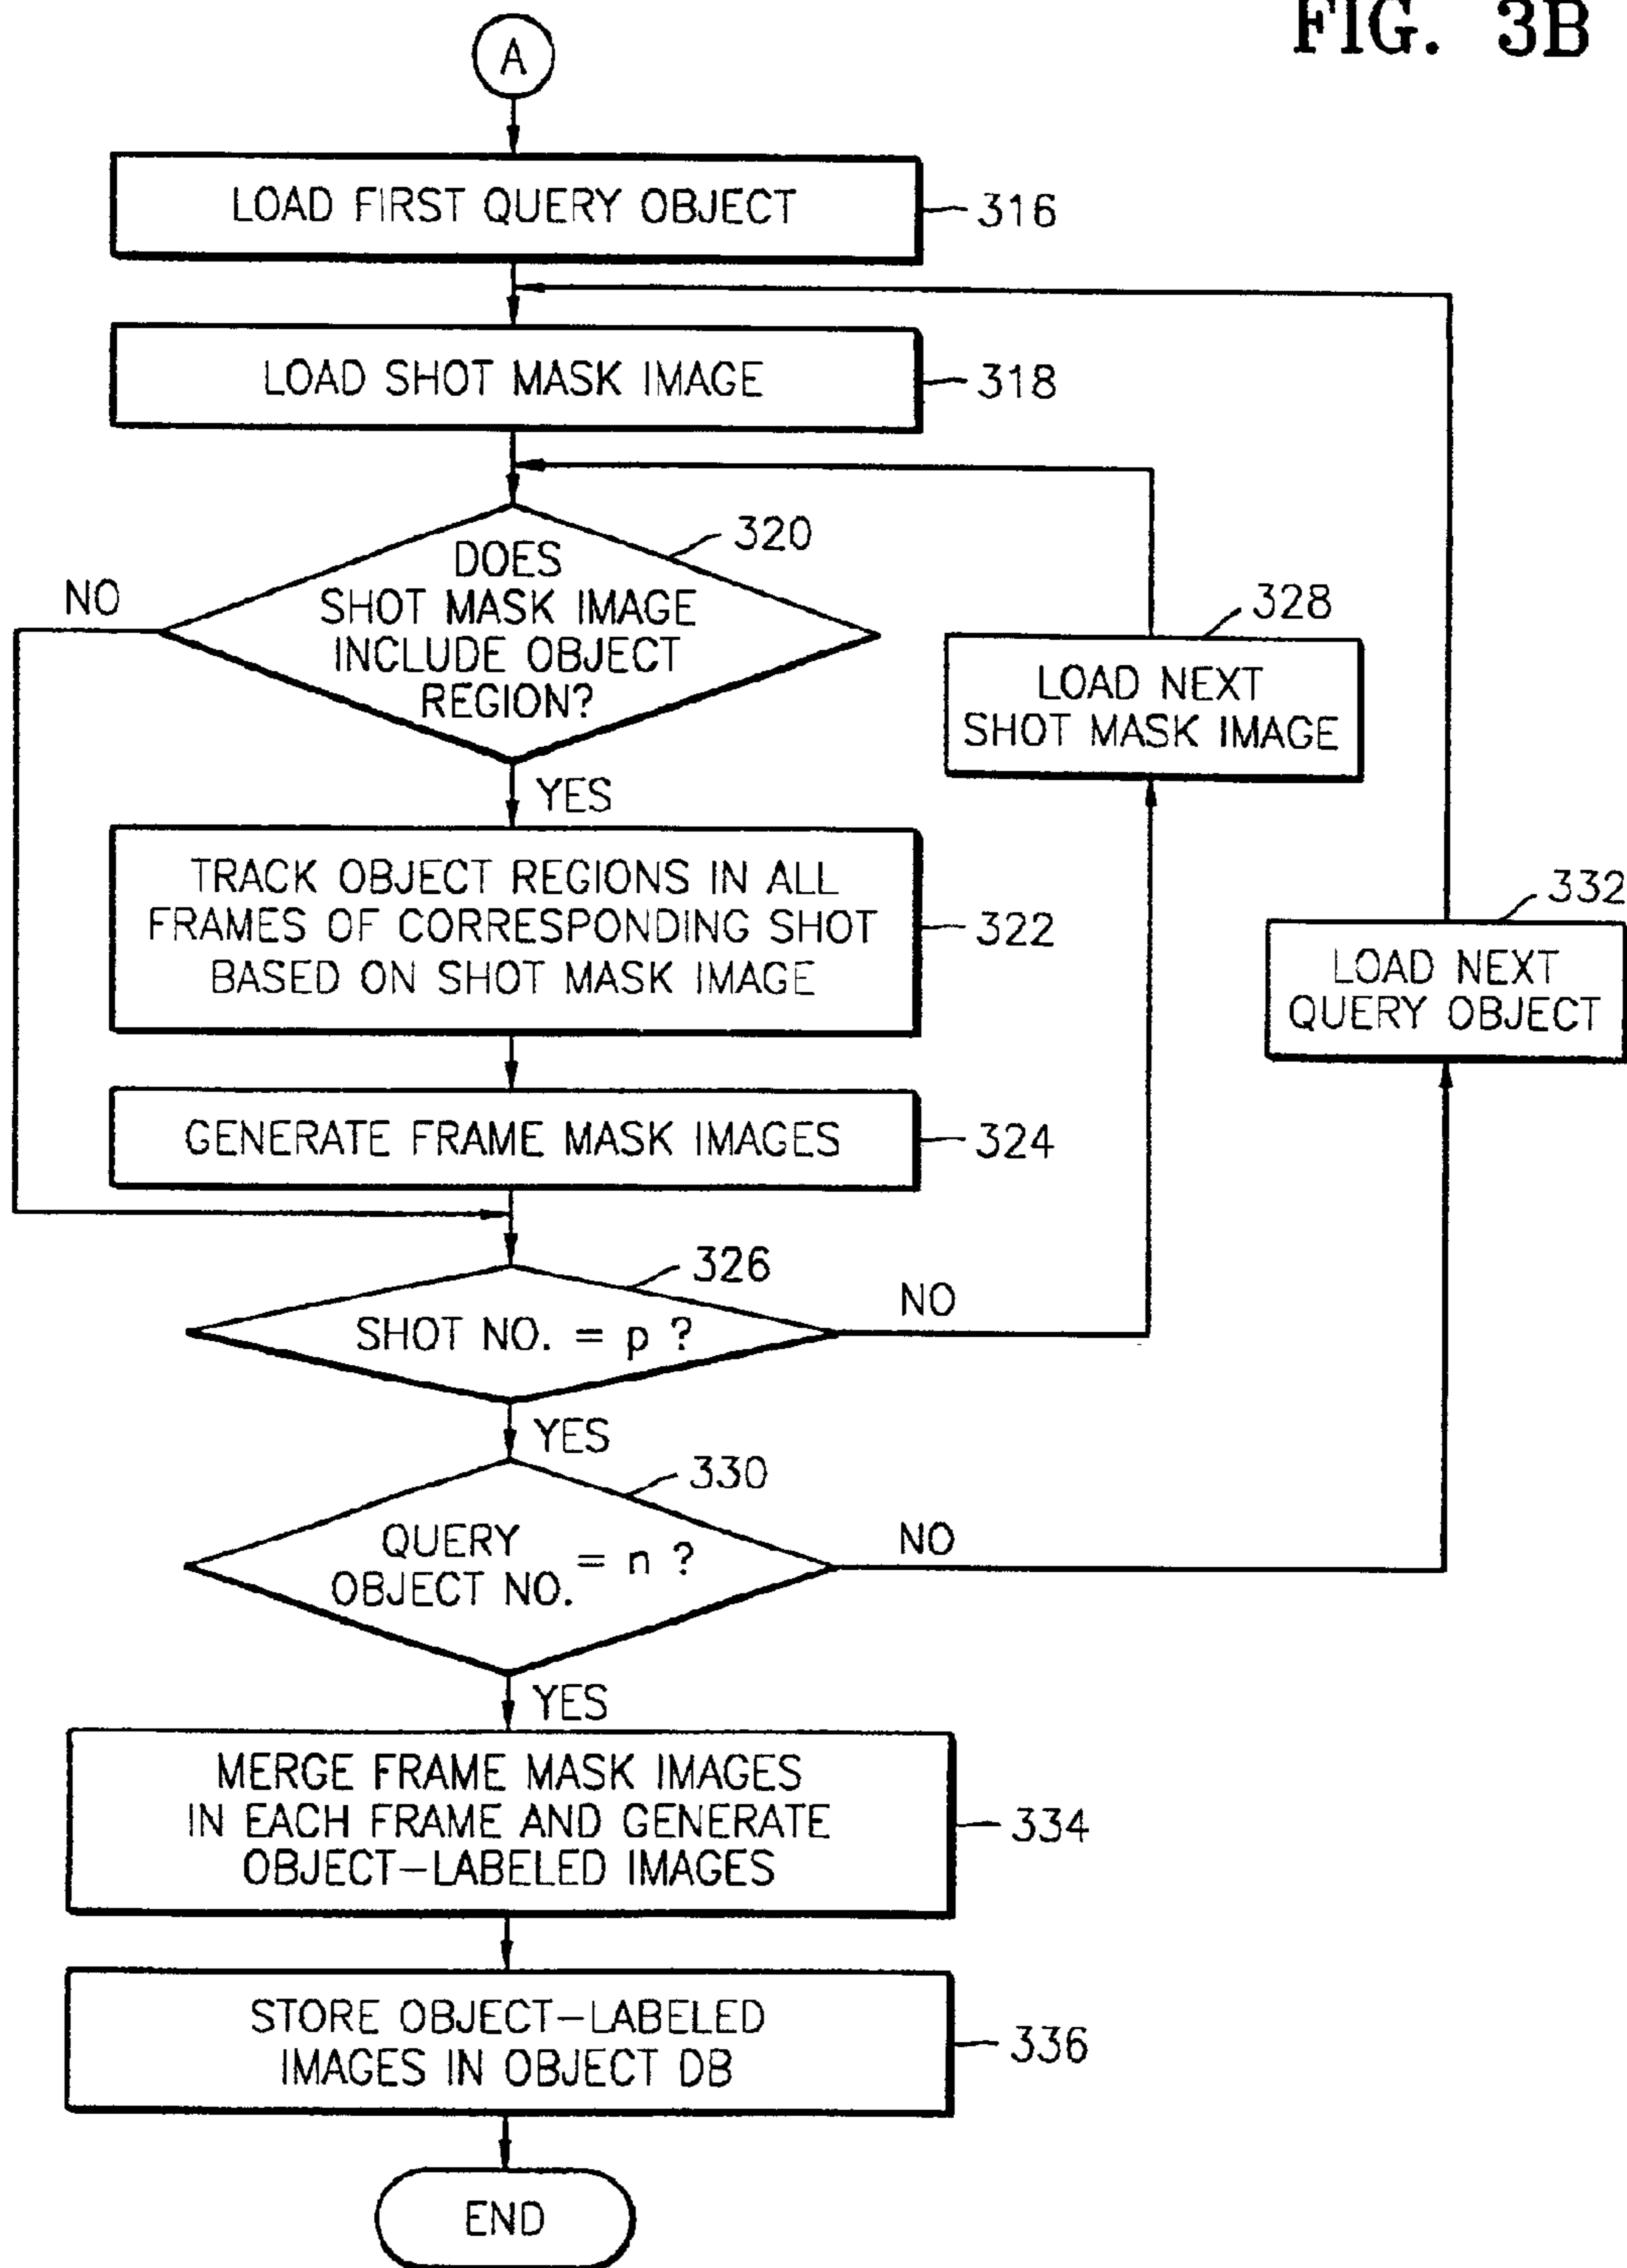 FIG. 3B
A
LOAD FIRST QUERY OBJECT
316
LOAD SHOT MASK IMAGE
318
320
DOES
SHOT MASK IMAGE
INCLUDE OBJECT
REGION?
NO
328
LOAD NEXT
SHOT MASK IMAGE
YES
TRACK OBJECT REGIONS IN ALL
FRAMES OF CORRESPONDING SHOT
BASED ON SHOT MASK IMAGE
322
332
LOAD NEXT
QUERY OBJECT
GENERATE FRAME MASK IMAGES
324
326
SHOT NO. = p ?
NO
YES
330
QUERY
OBJECT NO. = n ?
NO
YES
MERGE FRAME MASK IMAGES
IN EACH FRAME AND GENERATE
OBJECT-LABELED IMAGES
334
STORE OBJECT-LABELED
IMAGES IN OBJECT DB
336
END